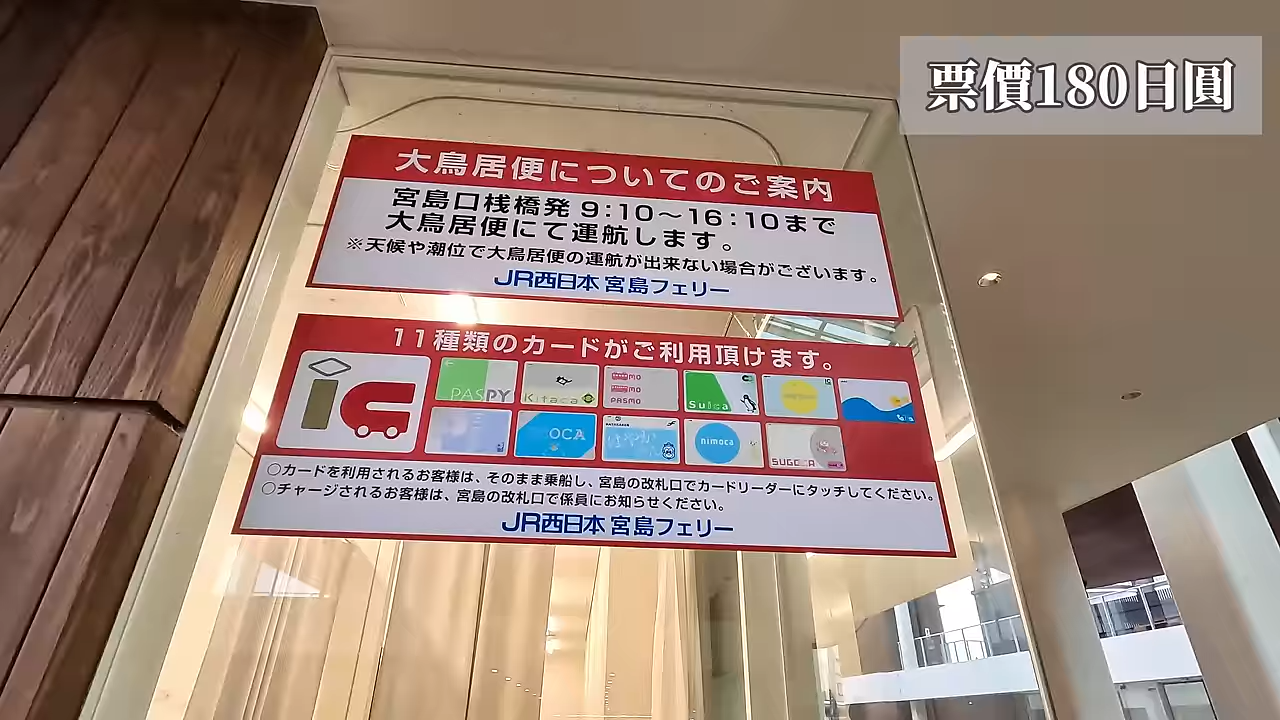 票價180日圓
大鳥居便についてのご案内
宮島口桟橋発 9:10～16:10まで
大鳥居便にて運航します。
※天候や潮位で大鳥居便の運航が出来ない場合がございます。
JR西日本 宮島フェリー
11種類のカードがご利用頂けます。
PASPY Kitaca PASMO Suica
OCA はやかけん nimoca SUGOCA
○カードを利用されるお客様は、そのまま乗船し、宮島の改札口でカードリーダーにタッチしてください。
○チャージされるお客様は、宮島の改札口で係員にお知らせください。
JR西日本 宮島フェリー